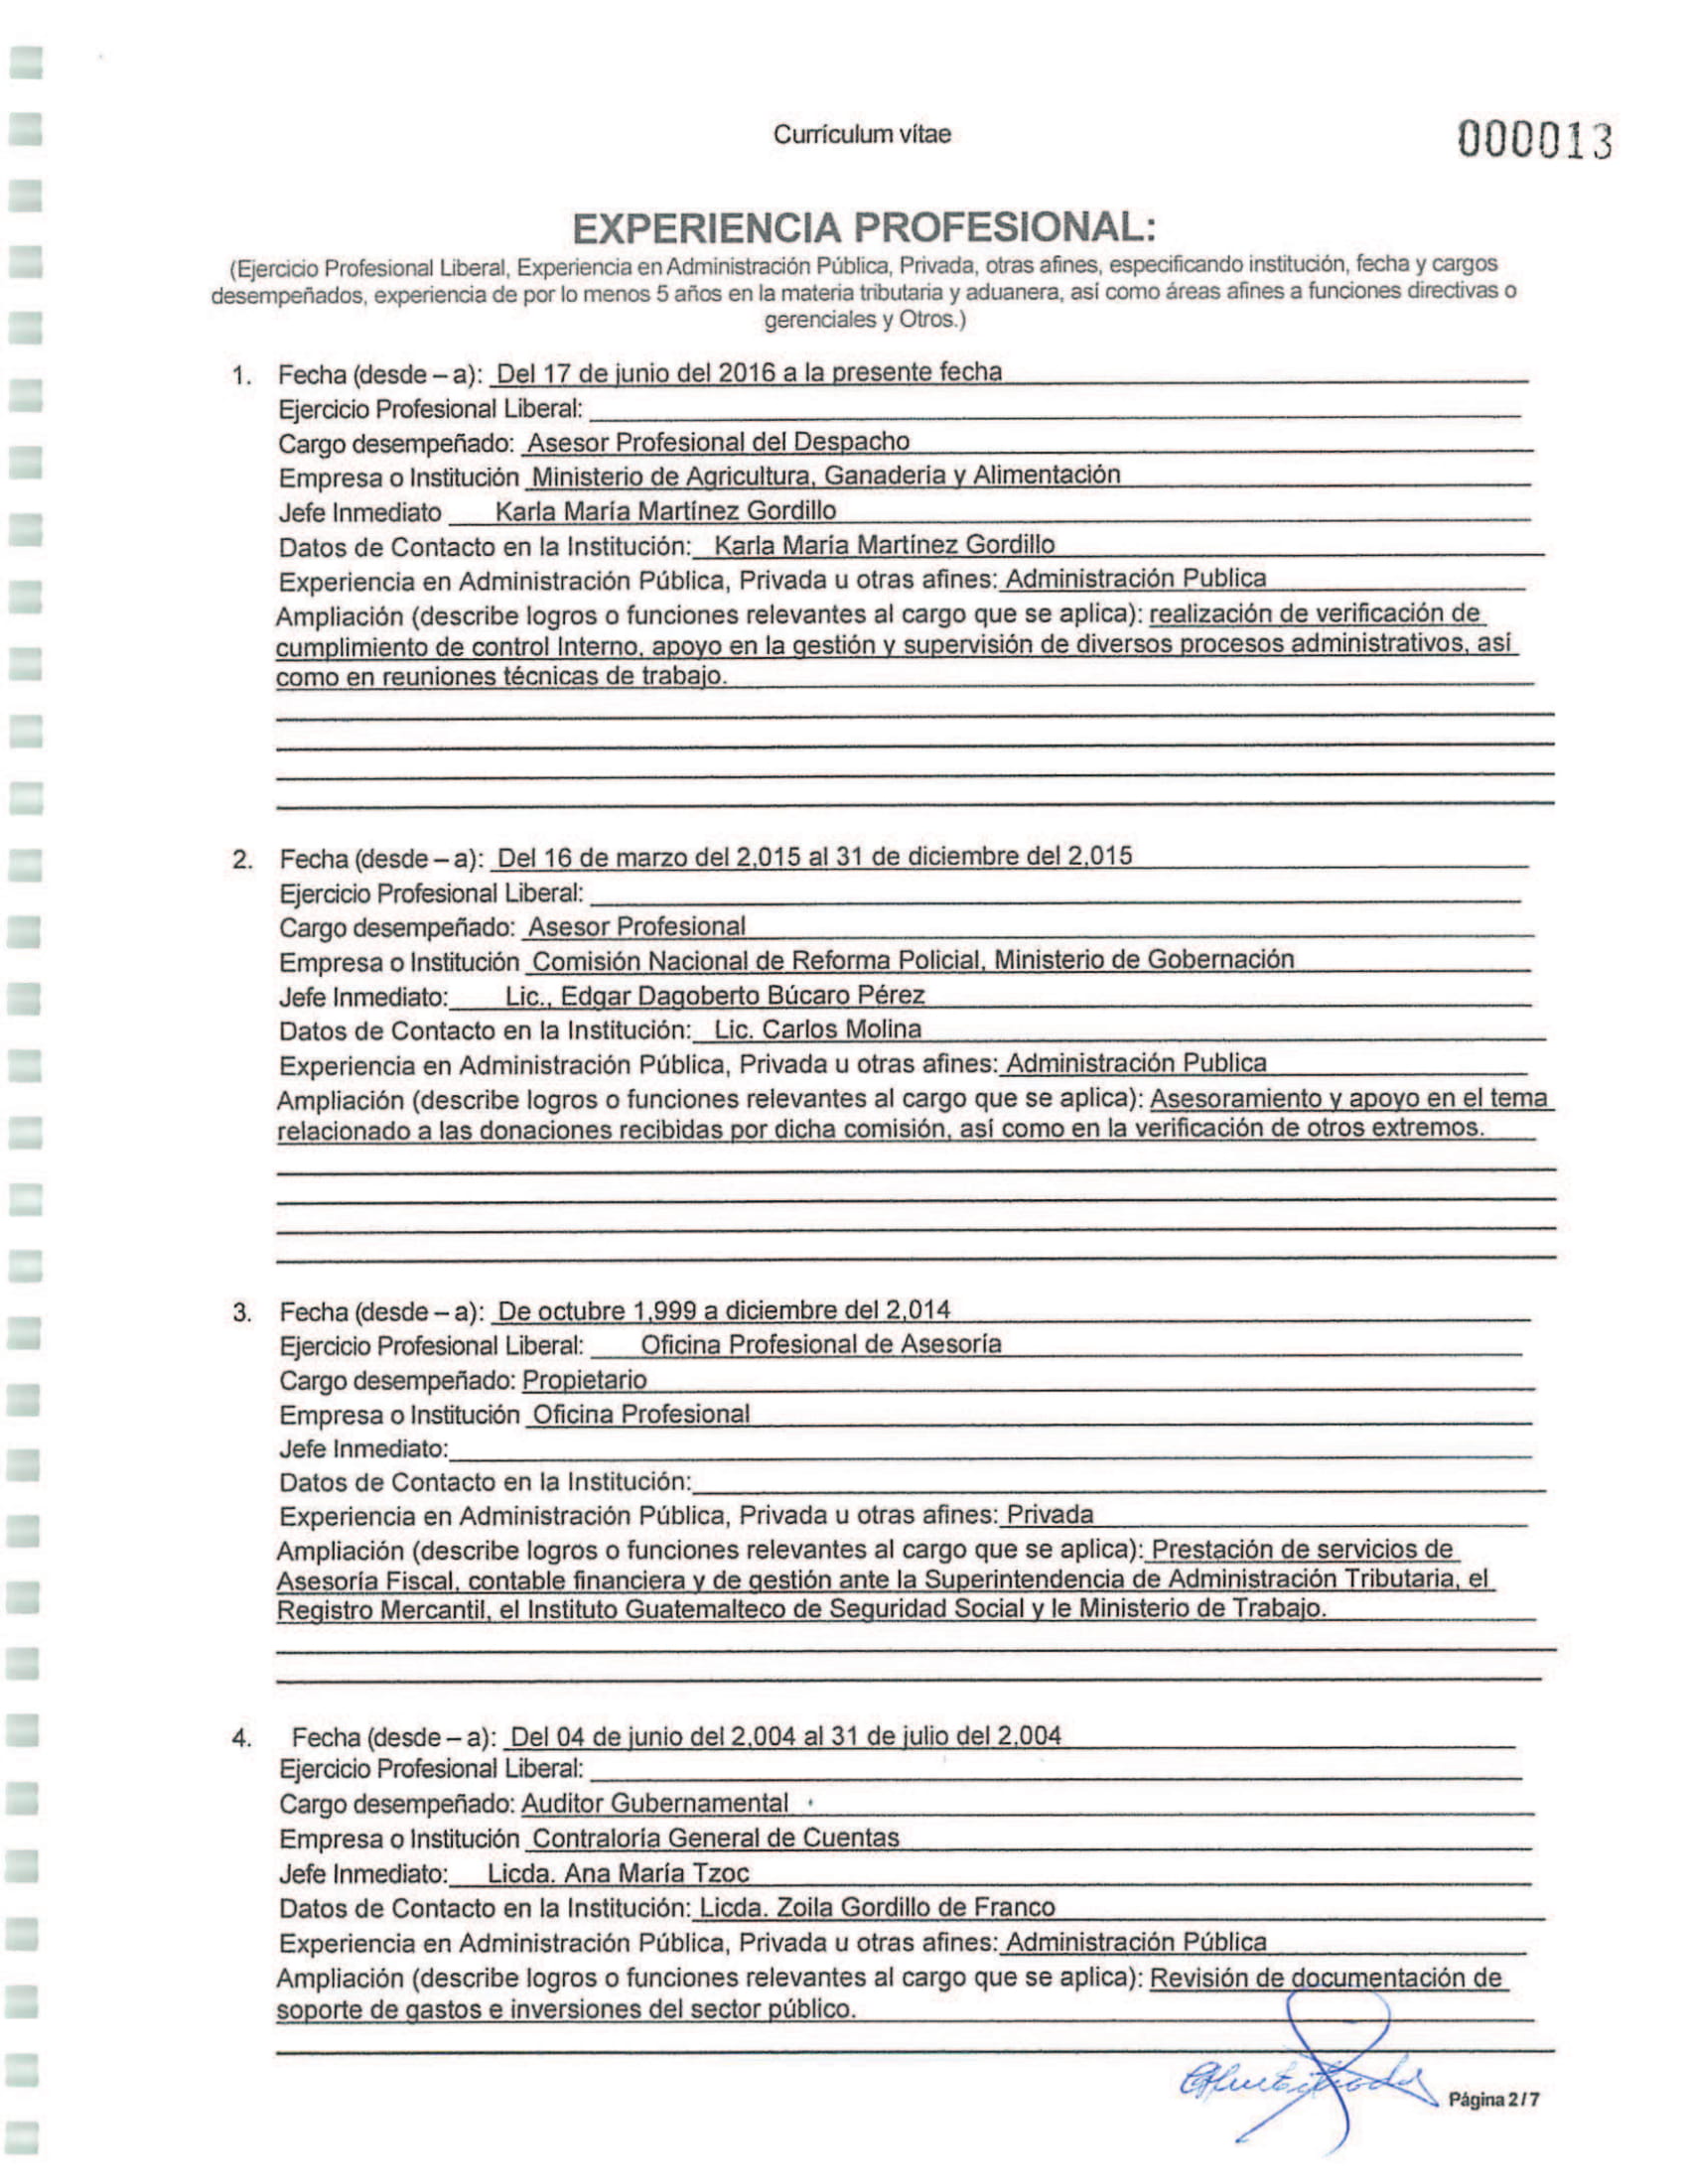 Currículum vítae
000013
EXPERIENCIA PROFESIONAL:
(Ejercicio Profesional Liberal, Experiencia en Administración Pública, Privada, otras afines, especificando institución, fecha y cargos
desempeñados, experiencia de por lo menos 5 años en la materia tributaria y aduanera, así como áreas afines a funciones directivas o
gerenciales y Otros.)
1. Fecha (desde – a): Del 17 de junio del 2016 a la presente fecha
Ejercicio Profesional Liberal:
Cargo desempeñado: Asesor Profesional del Despacho
Empresa o Institución Ministerio de Agricultura, Ganadería y Alimentación
Jefe Inmediato Karla María Martínez Gordillo
Datos de Contacto en la Institución: Karla María Martínez Gordillo
Experiencia en Administración Pública, Privada u otras afines: Administración Publica
Ampliación (describe logros o funciones relevantes al cargo que se aplica): realización de verificación de
cumplimiento de control Interno, apoyo en la gestión y supervisión de diversos procesos administrativos, así
como en reuniones técnicas de trabajo.
2. Fecha (desde – a): Del 16 de marzo del 2,015 al 31 de diciembre del 2,015
Ejercicio Profesional Liberal:
Cargo desempeñado: Asesor Profesional
Empresa o Institución Comisión Nacional de Reforma Policial, Ministerio de Gobernación
Jefe Inmediato: Lic., Edgar Dagoberto Búcaro Pérez
Datos de Contacto en la Institución: Lic. Carlos Molina
Experiencia en Administración Pública, Privada u otras afines: Administración Publica
Ampliación (describe logros o funciones relevantes al cargo que se aplica): Asesoramiento y apoyo en el tema
relacionado a las donaciones recibidas por dicha comisión, así como en la verificación de otros extremos.
3. Fecha (desde – a): De octubre 1,999 a diciembre del 2,014
Ejercicio Profesional Liberal: Oficina Profesional de Asesoría
Cargo desempeñado: Propietario
Empresa o Institución Oficina Profesional
Jefe Inmediato:
Datos de Contacto en la Institución:
Experiencia en Administración Pública, Privada u otras afines: Privada
Ampliación (describe logros o funciones relevantes al cargo que se aplica): Prestación de servicios de
Asesoría Fiscal, contable financiera y de gestión ante la Superintendencia de Administración Tributaria, el
Registro Mercantil, el Instituto Guatemalteco de Seguridad Social y le Ministerio de Trabajo.
4. Fecha (desde – a): Del 04 de junio del 2,004 al 31 de julio del 2,004
Ejercicio Profesional Liberal:
Cargo desempeñado: Auditor Gubernamental
Empresa o Institución Contraloría General de Cuentas
Jefe Inmediato: Licda. Ana María Tzoc
Datos de Contacto en la Institución: Licda. Zoila Gordillo de Franco
Experiencia en Administración Pública, Privada u otras afines: Administración Pública
Ampliación (describe logros o funciones relevantes al cargo que se aplica): Revisión de documentación de
soporte de gastos e inversiones del sector público.
Página 2 / 7